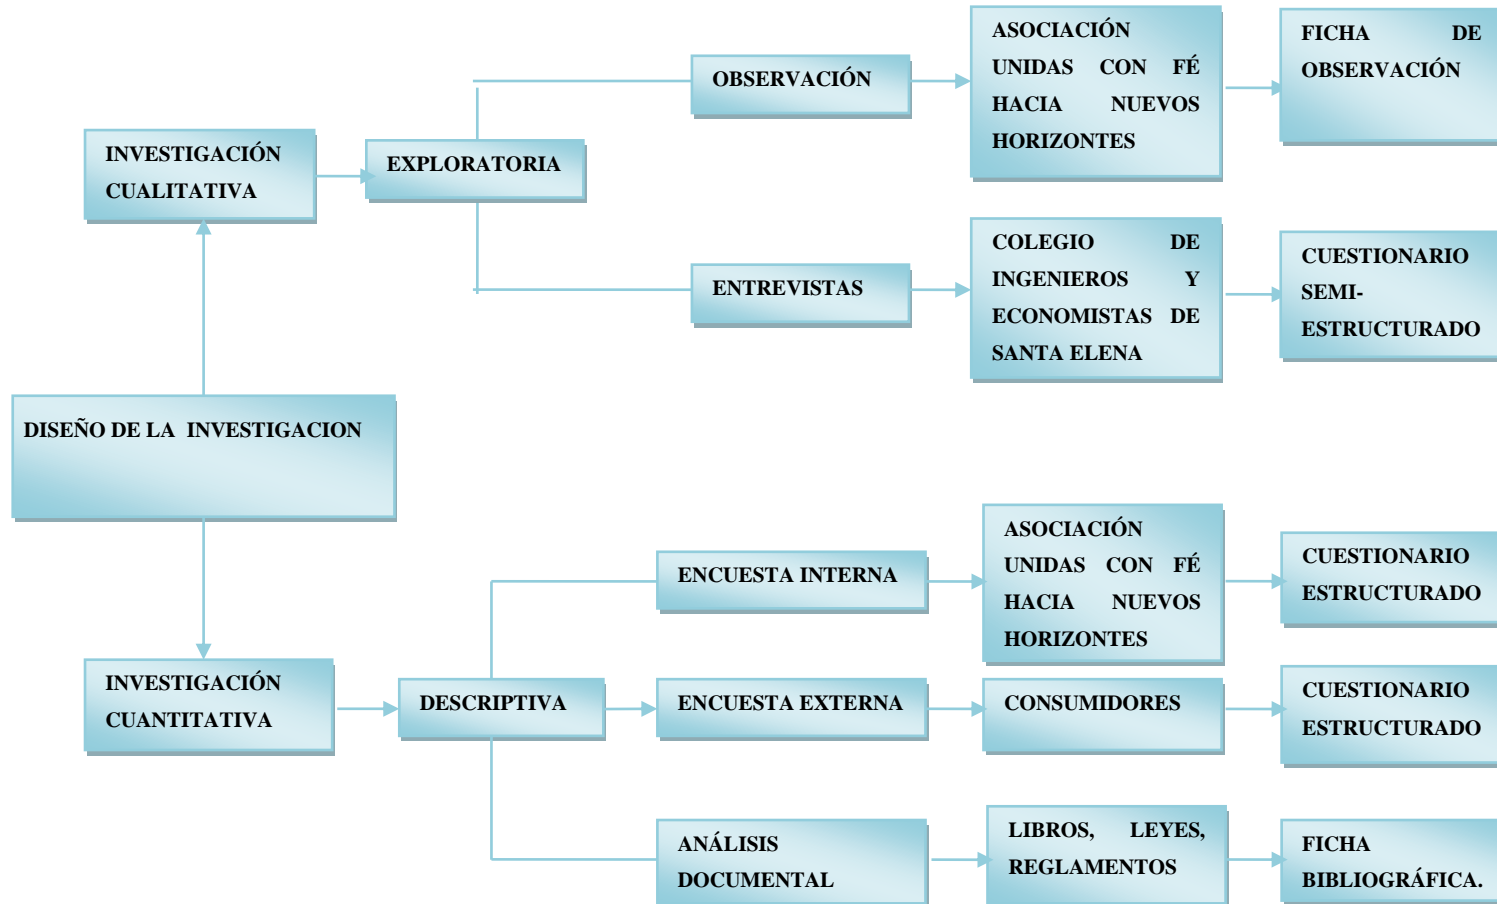 OBSERVACIÓN
ASOCIACIÓN
UNIDAS CON FÉ
HACIA NUEVOS
HORIZONTES
FICHA DE
OBSERVACIÓN
INVESTIGACIÓN
CUALITATIVA
EXPLORATORIA
ENTREVISTAS
COLEGIO DE
INGENIEROS Y
ECONOMISTAS DE
SANTA ELENA
CUESTIONARIO
SEMI-
ESTRUCTURADO
DISEÑO DE LA INVESTIGACION
ENCUESTA INTERNA
ASOCIACIÓN
UNIDAS CON FÉ
HACIA NUEVOS
HORIZONTES
CUESTIONARIO
ESTRUCTURADO
INVESTIGACIÓN
CUANTITATIVA
DESCRIPTIVA
ENCUESTA EXTERNA
CONSUMIDORES
CUESTIONARIO
ESTRUCTURADO
ANÁLISIS
DOCUMENTAL
LIBROS, LEYES,
REGLAMENTOS
FICHA
BIBLIOGRÁFICA.